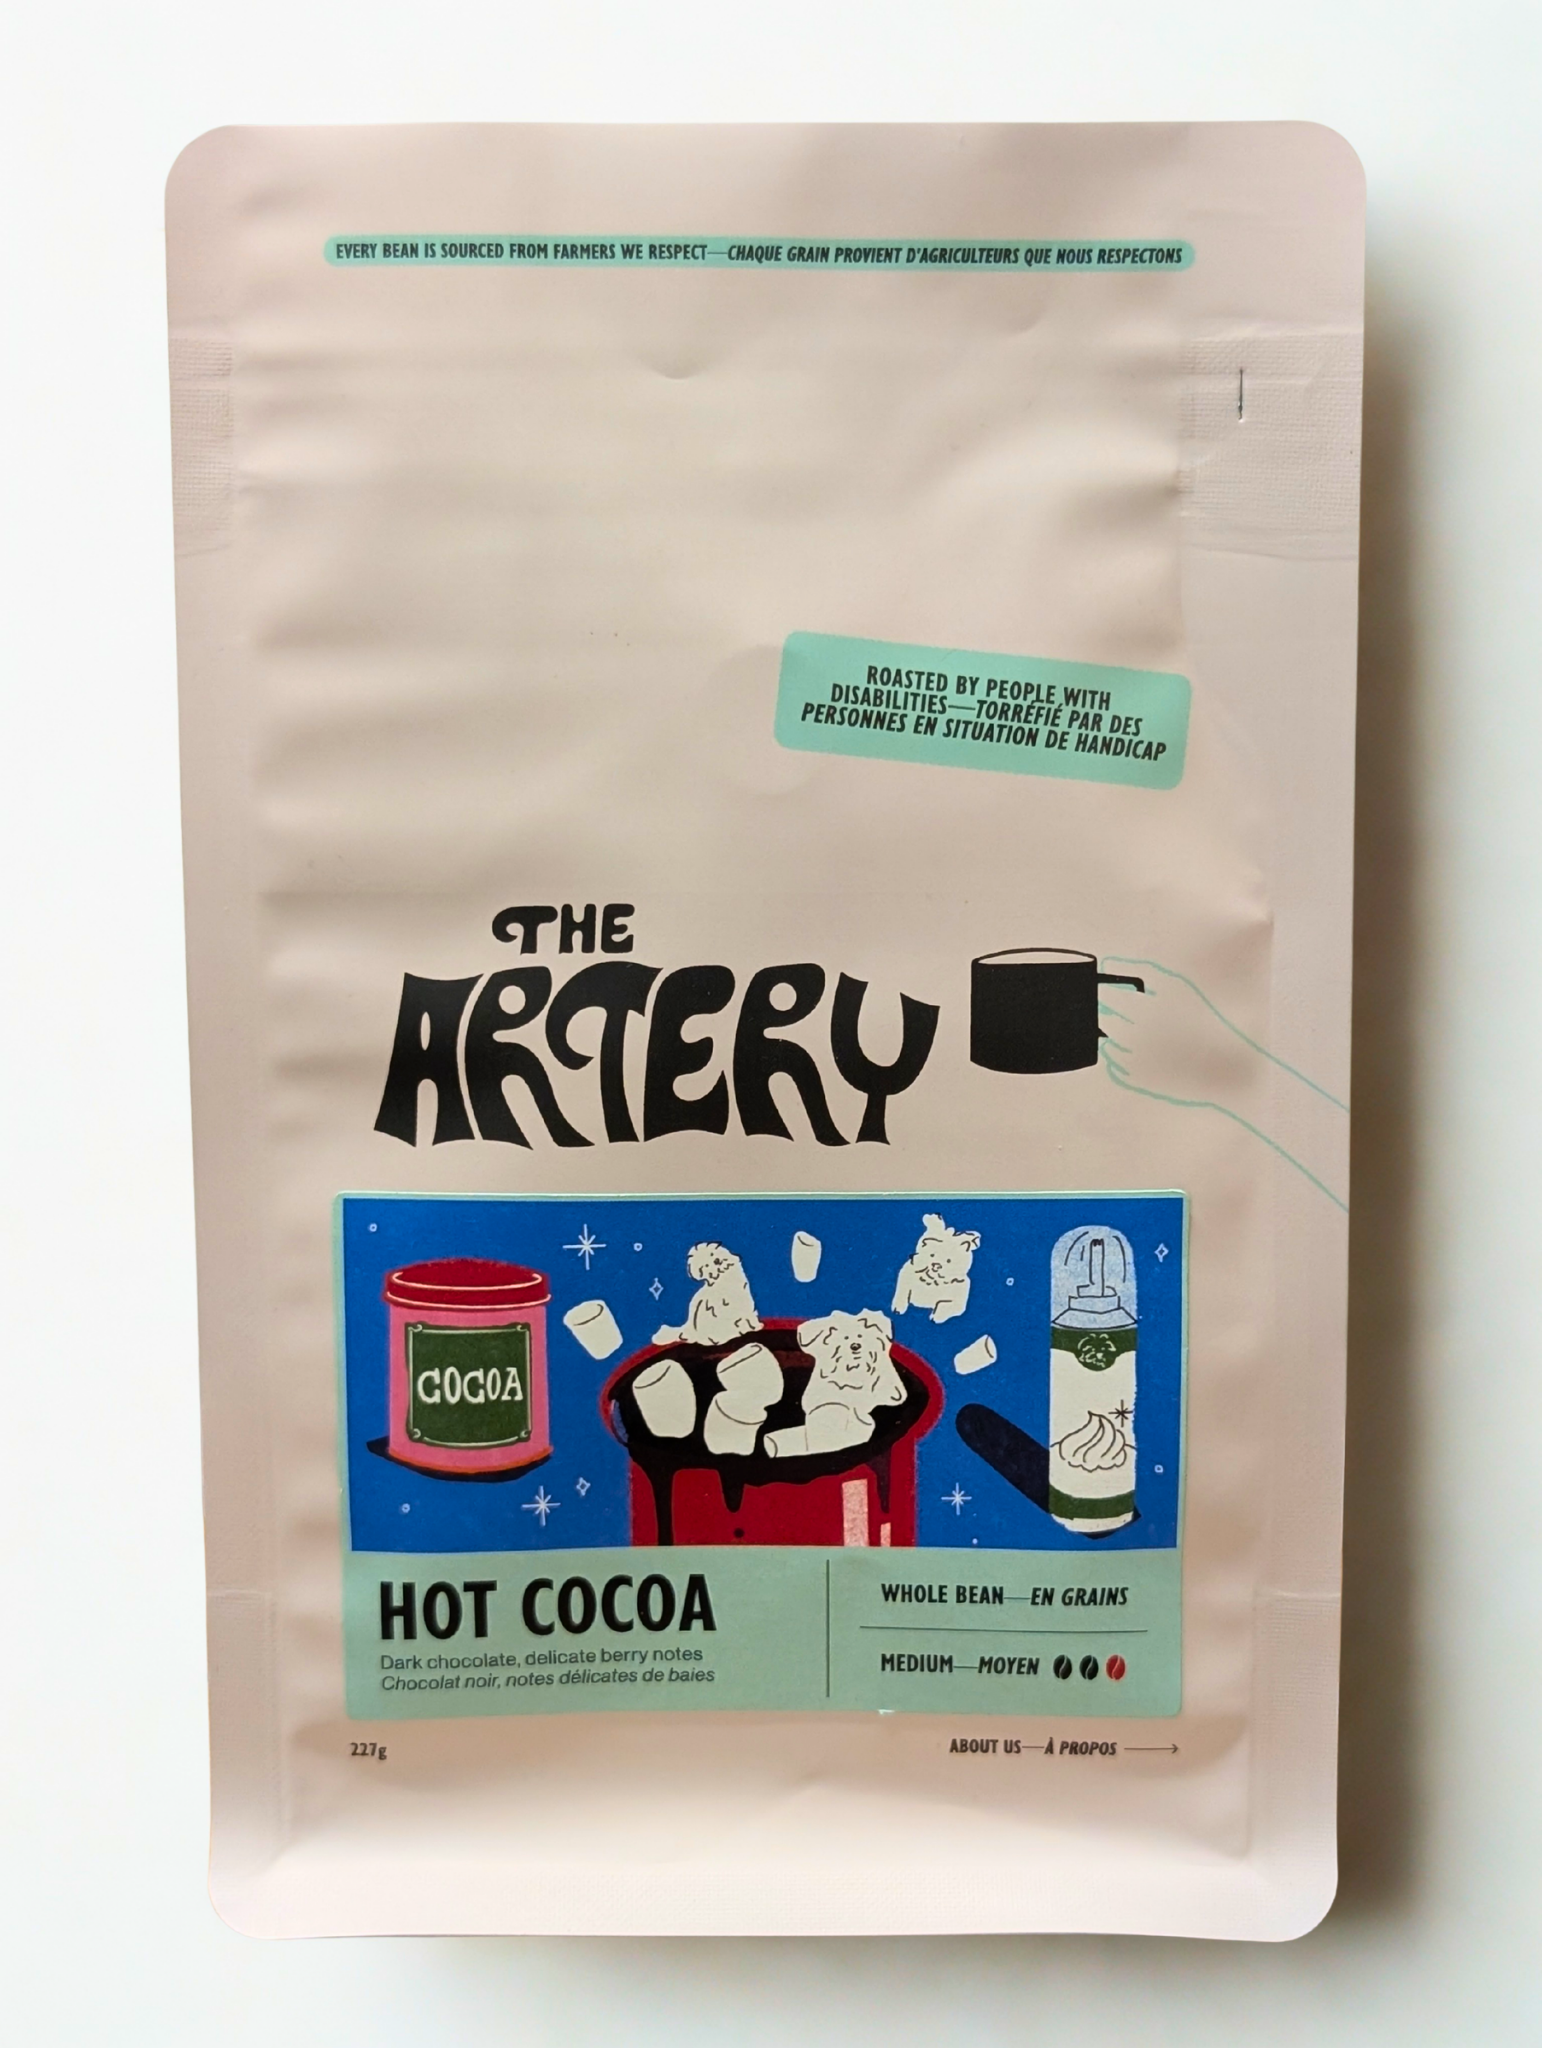 EVERY BEAN IS SOURCED FROM FARMERS WE RESPECT—CHAQUE GRAIN PROVIENT D'AGRICULTEURS QUE NOUS RESPECTONS
ROASTED BY PEOPLE WITH
DISABILITIES—TORRÉFIÉ PAR DES
PERSONNES EN SITUATION DE HANDICAP
THE
ARTERY
COCOA
HOT COCOA
Dark chocolate, delicate berry notes
Chocolat noir, notes délicates de baies
WHOLE BEAN—EN GRAINS
MEDIUM—MOYEN
227g
ABOUT US—À PROPOS